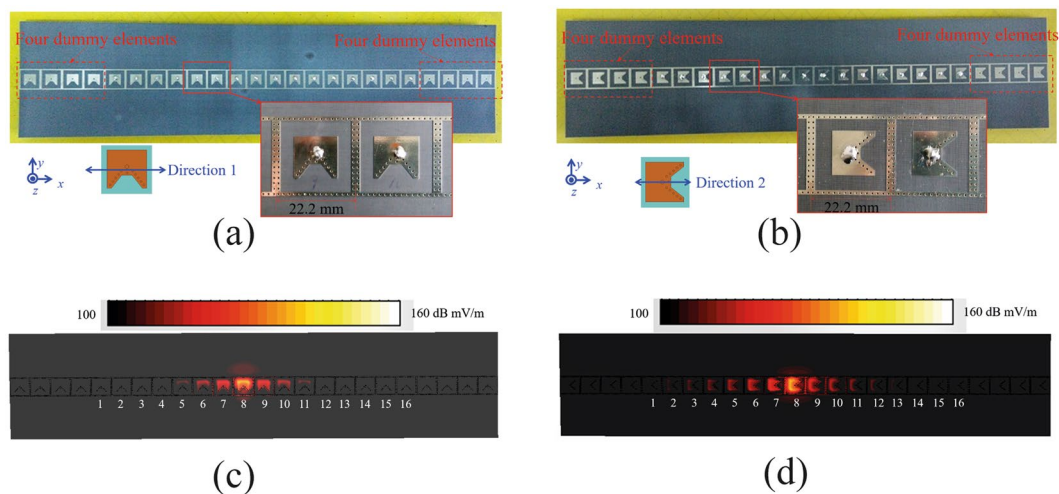 Four dummy elements
Four dummy elements
y
z
x
Direction 1
22.2 mm
(a)
Four dummy elements
Four dummy elements
y
z
x
Direction 2
22.2 mm
(b)
100
160 dB mV/m
1 2 3 4 5 6 7 8 9 10 11 12 13 14 15 16
(c)
100
160 dB mV/m
1 2 3 4 5 6 7 8 9 10 11 12 13 14 15 16
(d)